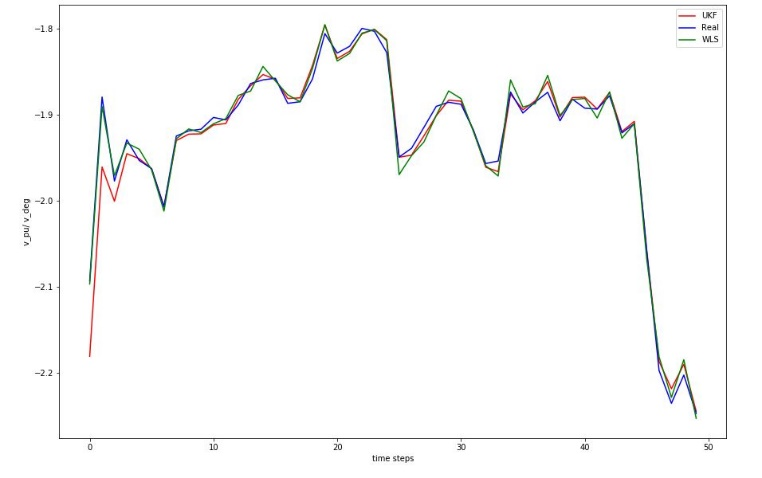 UKF
Real
WLS
−1.8
−1.9
−2.0
−2.1
−2.2
v_pu/ v_deg
0 10 20 30 40 50
time steps